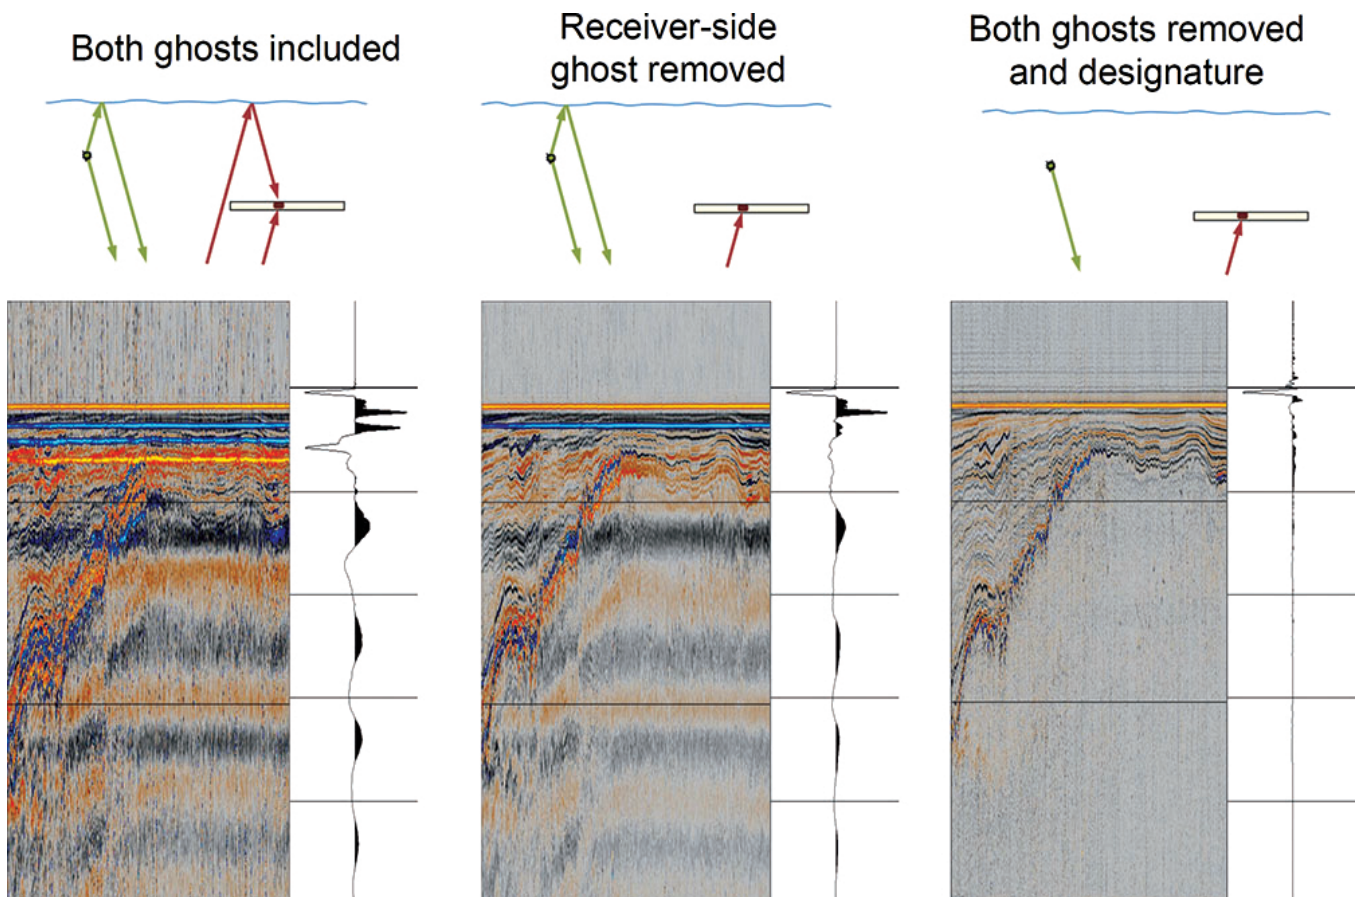 Both ghosts included
Receiver-side
ghost removed
Both ghosts removed
and designature